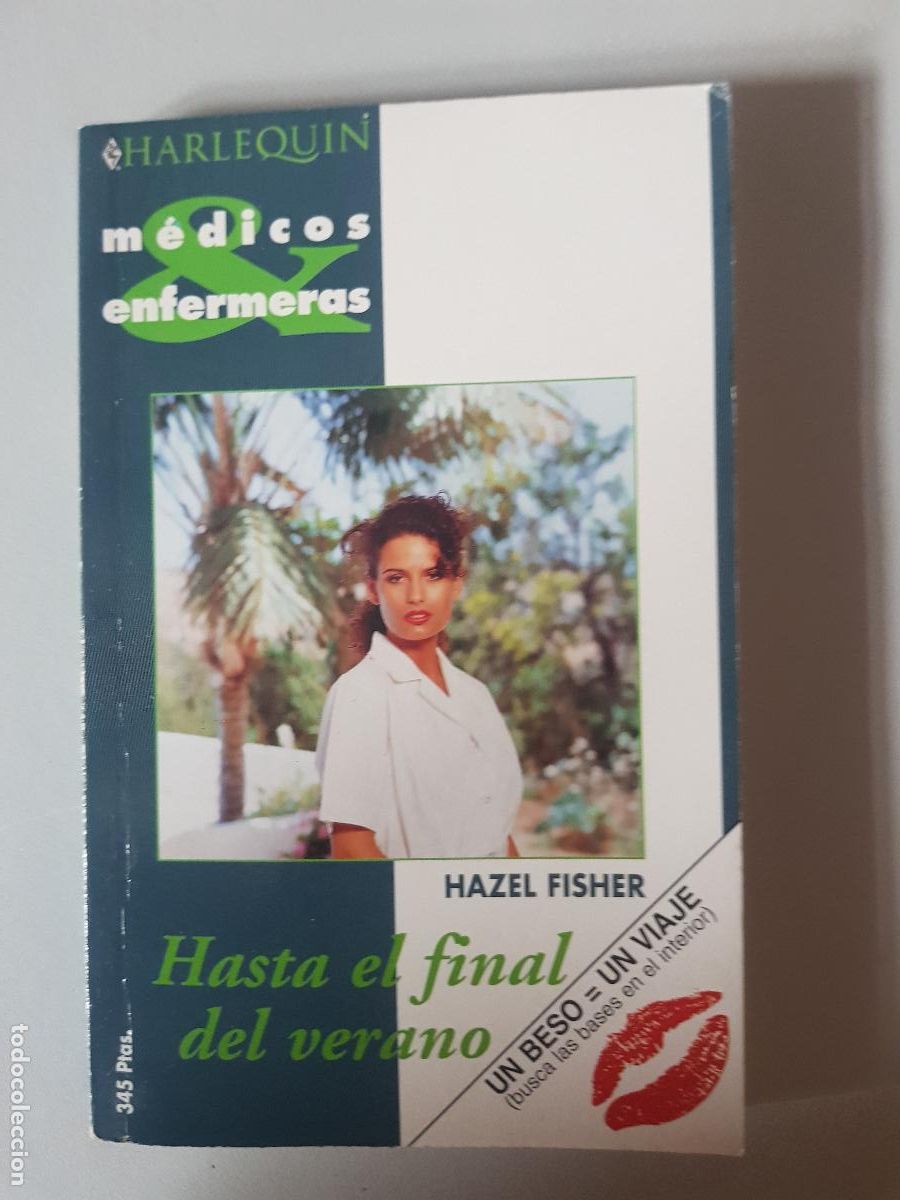 HARLEQUIN
médicos
&
enfermeras
HAZEL FISHER
Hasta el final
del verano
UN BESO = UN VIAJE
(busca las bases en el interior)
345 Ptas.
todocoleccion